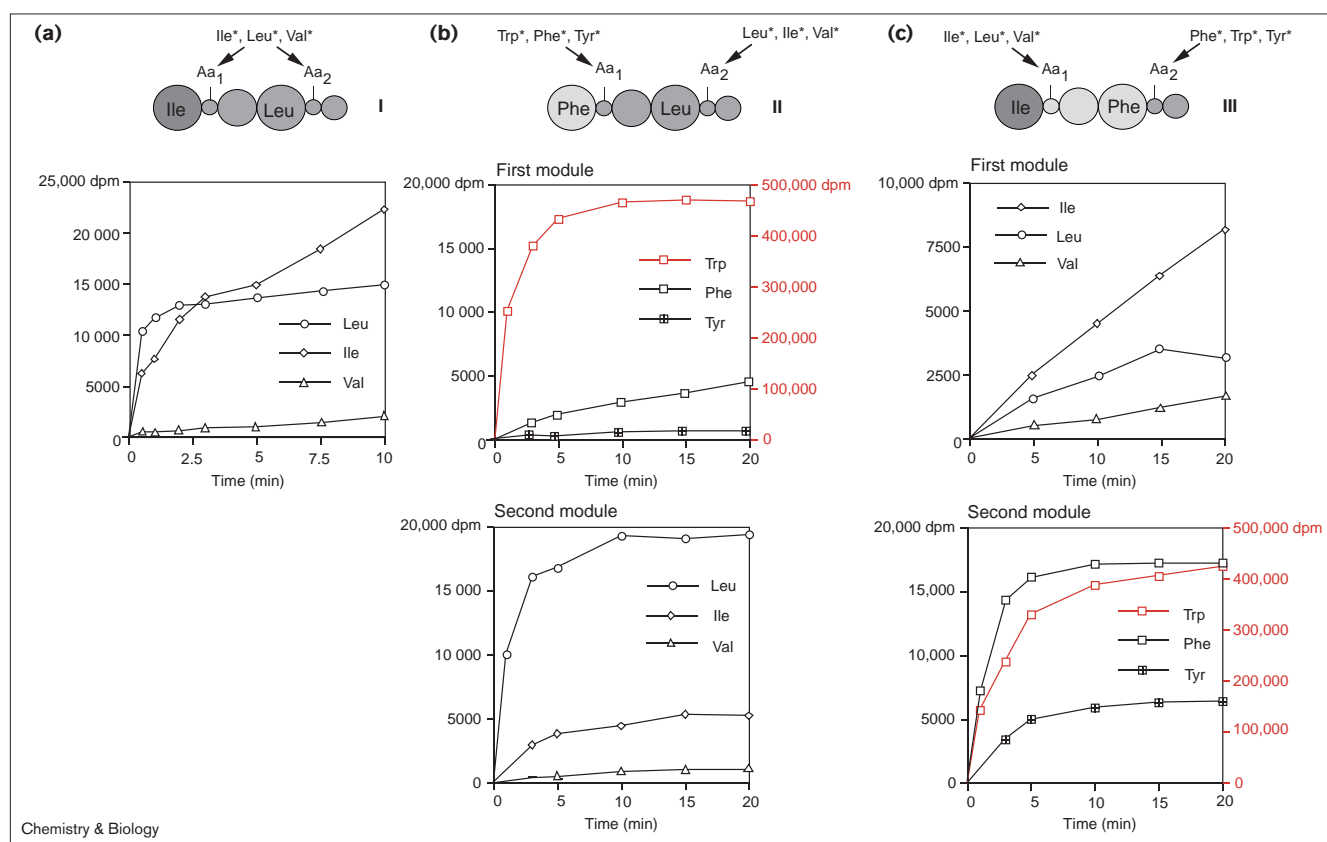 (a)
Ile*, Leu*, Val*
Aa1 Aa2
Ile Leu I
25,000 dpm
20 000
15,000
10 000
5000
0
Leu
Ile
Val
0 2.5 5 7.5 10
Time (min)
(b)
Trp*, Phe*, Tyr* Leu*, Ile*, Val*
Aa1 Aa2
Phe Leu II
First module
20,000 dpm 500,000 dpm
15 000 400,000
10 000 300,000
5000 200,000
0 100,000
0
Trp
Phe
Tyr
0 5 10 15 20
Time (min)
Second module
20,000 dpm
15 000
10 000
5000
0
Leu
Ile
Val
0 5 10 15 20
Time (min)
(c)
Ile*, Leu*, Val* Phe*, Trp*, Tyr*
Aa1 Aa2
Ile Phe III
First module
10,000 dpm
7500
5000
2500
0
Ile
Leu
Val
0 5 10 15 20
Time (min)
Second module
20,000 dpm 500,000 dpm
15,000 400,000
10,000 300,000
5000 200,000
0 100,000
0
Trp
Phe
Tyr
0 5 10 15 20
Time (min)
Chemistry & Biology